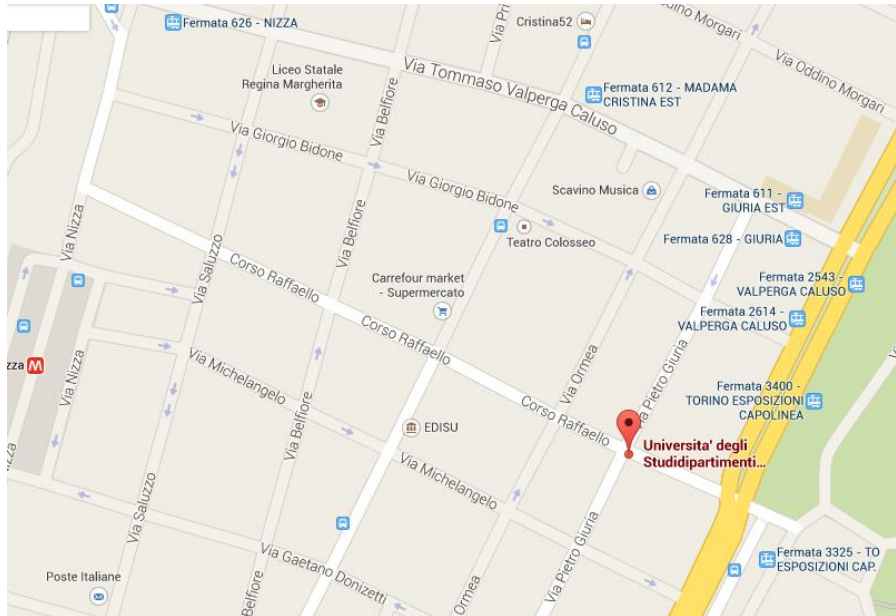 Fermata 626 - NIZZA
Cristina52
Via Oddino Morgari
Liceo Statale
Regina Margherita
Via Belfiore
Via Tommaso Valperga Caluso
Fermata 612 - MADAMA
CRISTINA EST
Via Giorgio Bidone
Via Giorgio Bidone
Scavino Musica
Fermata 611 -
GIURIA EST
Via Nizza
Via Saluzzo
Via Belfiore
Teatro Colosseo
Fermata 628 - GIURIA
Corso Raffaello
Carrefour market
- Supermercato
Fermata 2543 -
VALPERGA CALUSO
Fermata 2614 -
VALPERGA CALUSO
Corso Raffaello
zza M
Via Nizza
Via Michelangelo
Via Ormea
Via Pietro Giuria
Fermata 3400 -
TORINO ESPOSIZIONI
CAPOLINEA
Corso Raffaello
Via Belfiore
EDISU
Universita' degli
Studidipartimenti...
Via Michelangelo
Via Saluzzo
Via Gaetano Donizetti
Via Pietro Giuria
Fermata 3325 - TO
ESPOSIZIONI CAP.
Poste Italiane
Belfiore
Ormea